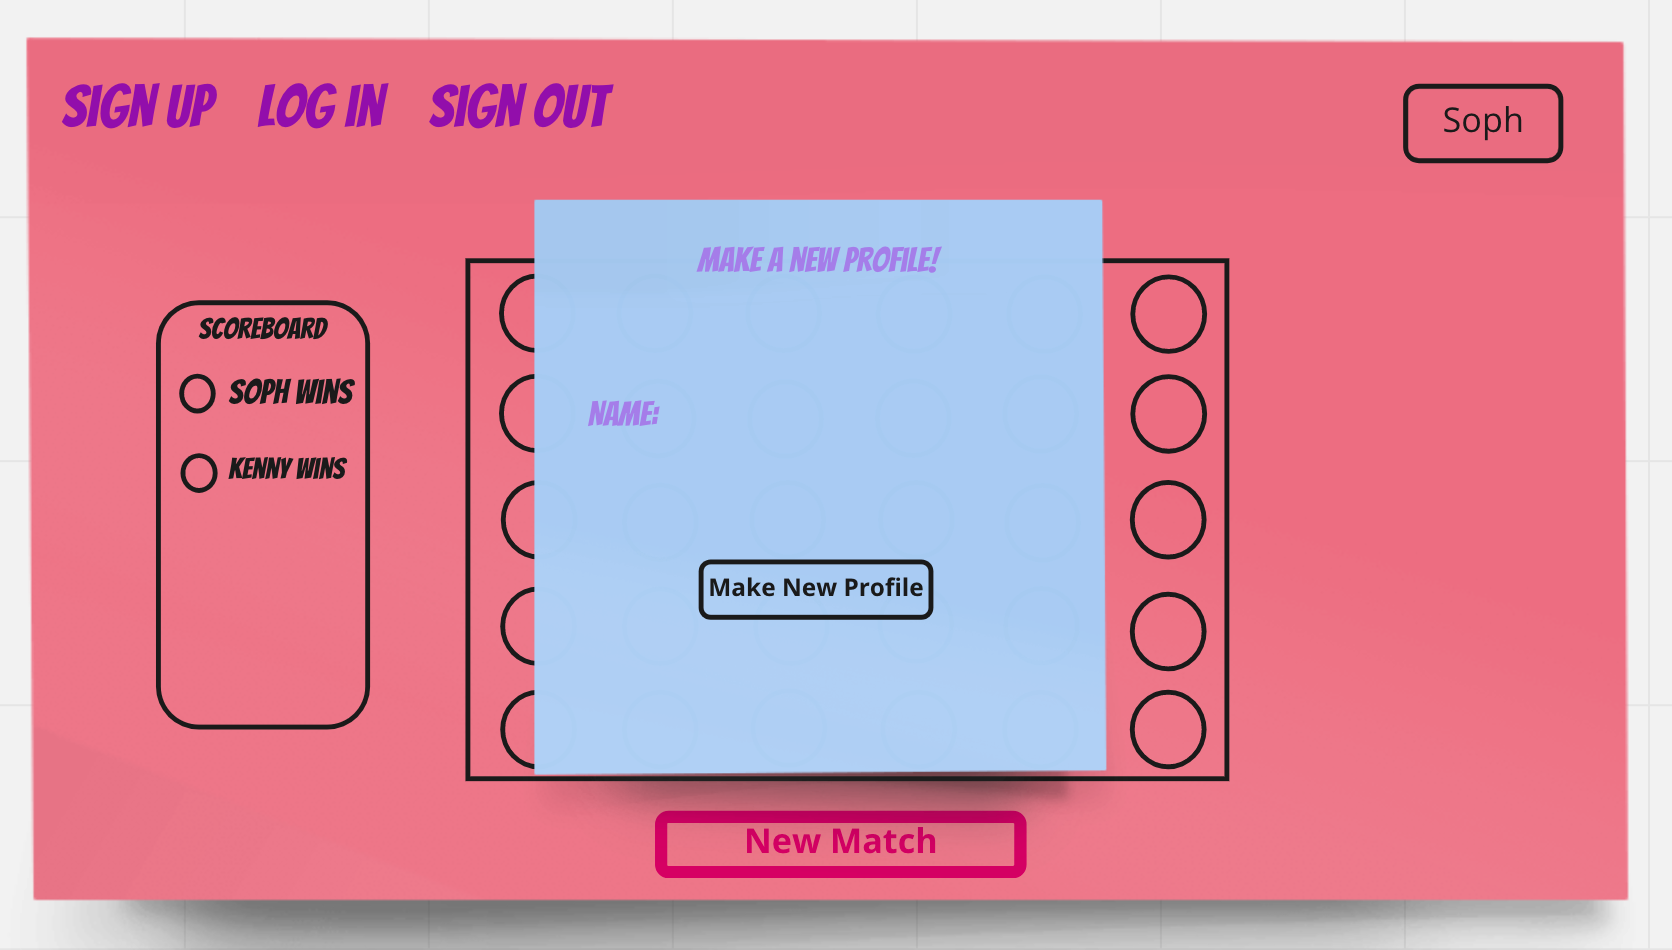 SIGN UP LOG IN SIGN OUT
Soph
MAKE A NEW PROFILE!
SCOREBOARD
SOPH WINS
NAME:
KENNY WINS
Make New Profile
New Match